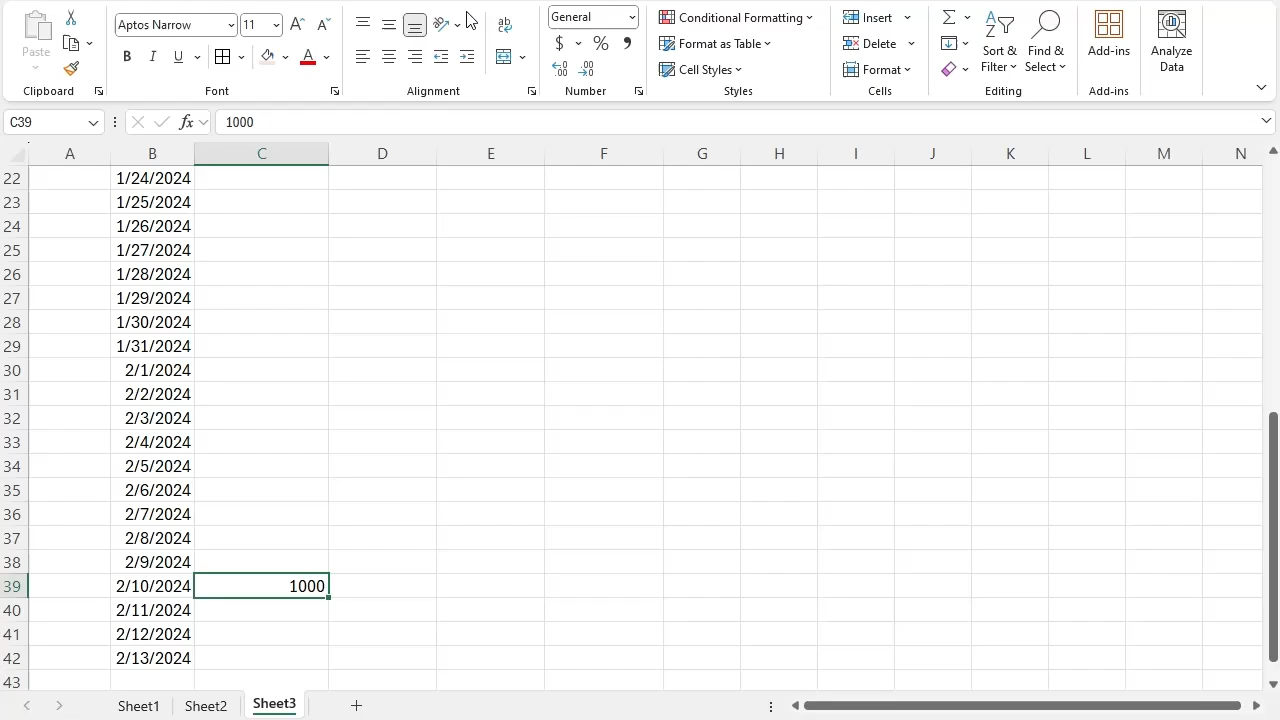 Paste
Aptos Narrow
11
A^ Aˇ
B I U
A
ab
General
$ % ,
Conditional Formatting
Format as Table
Cell Styles
Insert
Delete
Format
Sort & Filter
Find & Select
Add-ins
Analyze Data
Clipboard Font Alignment Number Styles Cells Editing Add-ins
C39 fx 1000
A B C D E F G H I J K L M N
22 1/24/2024
23 1/25/2024
24 1/26/2024
25 1/27/2024
26 1/28/2024
27 1/29/2024
28 1/30/2024
29 1/31/2024
30 2/1/2024
31 2/2/2024
32 2/3/2024
33 2/4/2024
34 2/5/2024
35 2/6/2024
36 2/7/2024
37 2/8/2024
38 2/9/2024
39 2/10/2024 1000
40 2/11/2024
41 2/12/2024
42 2/13/2024
43
Sheet1 Sheet2 Sheet3 +